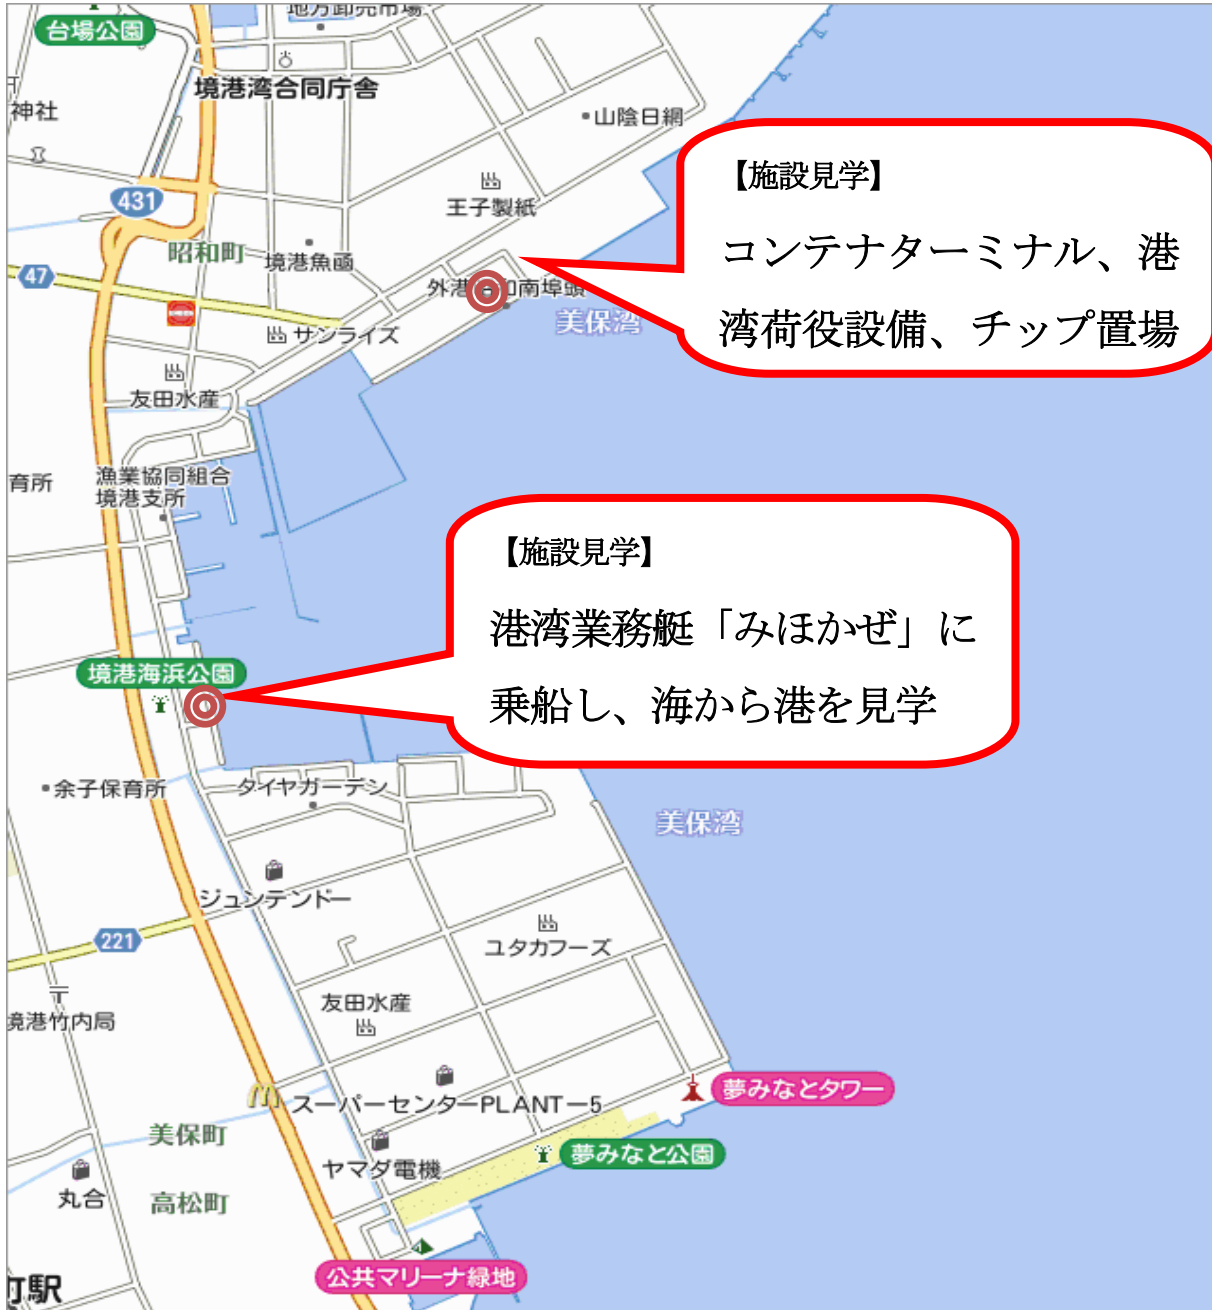 地方卸売市場
台場公園
境港湾合同庁舎
神社
山陰日網
【施設見学】
コンテナターミナル、港
湾荷役設備、チップ置場
431
王子製紙
昭和町
境港魚函
47
外港昭和南埠頭
美保湾
サンライズ
友田水産
育所
漁業協同組合
境港支所
【施設見学】
港湾業務艇「みほかぜ」に
乗船し、海から港を見学
境港海浜公園
余子保育所
タイヤガーデン
美保湾
ジュンテンドー
221
ユタカフーズ
友田水産
境港竹内局
スーパーセンターPLANT－5
夢みなとタワー
美保町
ヤマダ電機
夢みなと公園
丸合
高松町
公共マリーナ緑地
町駅